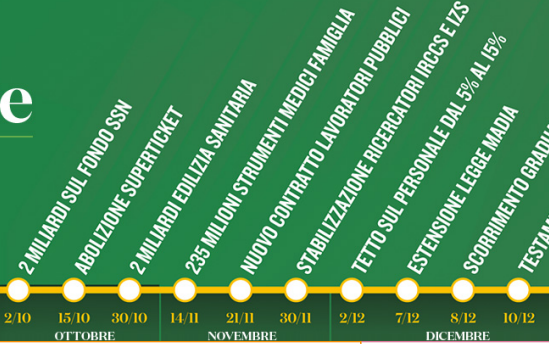 e
2 MILIARDI SUL FONDO SSN
ABOLIZIONE SUPERTICKET
2 MILIARDI EDILIZIA SANITARIA
235 MILIONI STRUMENTI MEDICI FAMIGLIA
NUOVO CONTRATTO LAVORATORI PUBBLICI
STABILIZZAZIONE RICERCATORI IRCCS E IZS
TETTO SUL PERSONALE DAL 5% AL 15%
ESTENSIONE LEGGE MADIA
SCORRIMENTO
2/10 15/10 30/10 14/11 21/11 30/11 2/12 7/12 8/12 10/12
OTTOBRE NOVEMBRE DICEMBRE